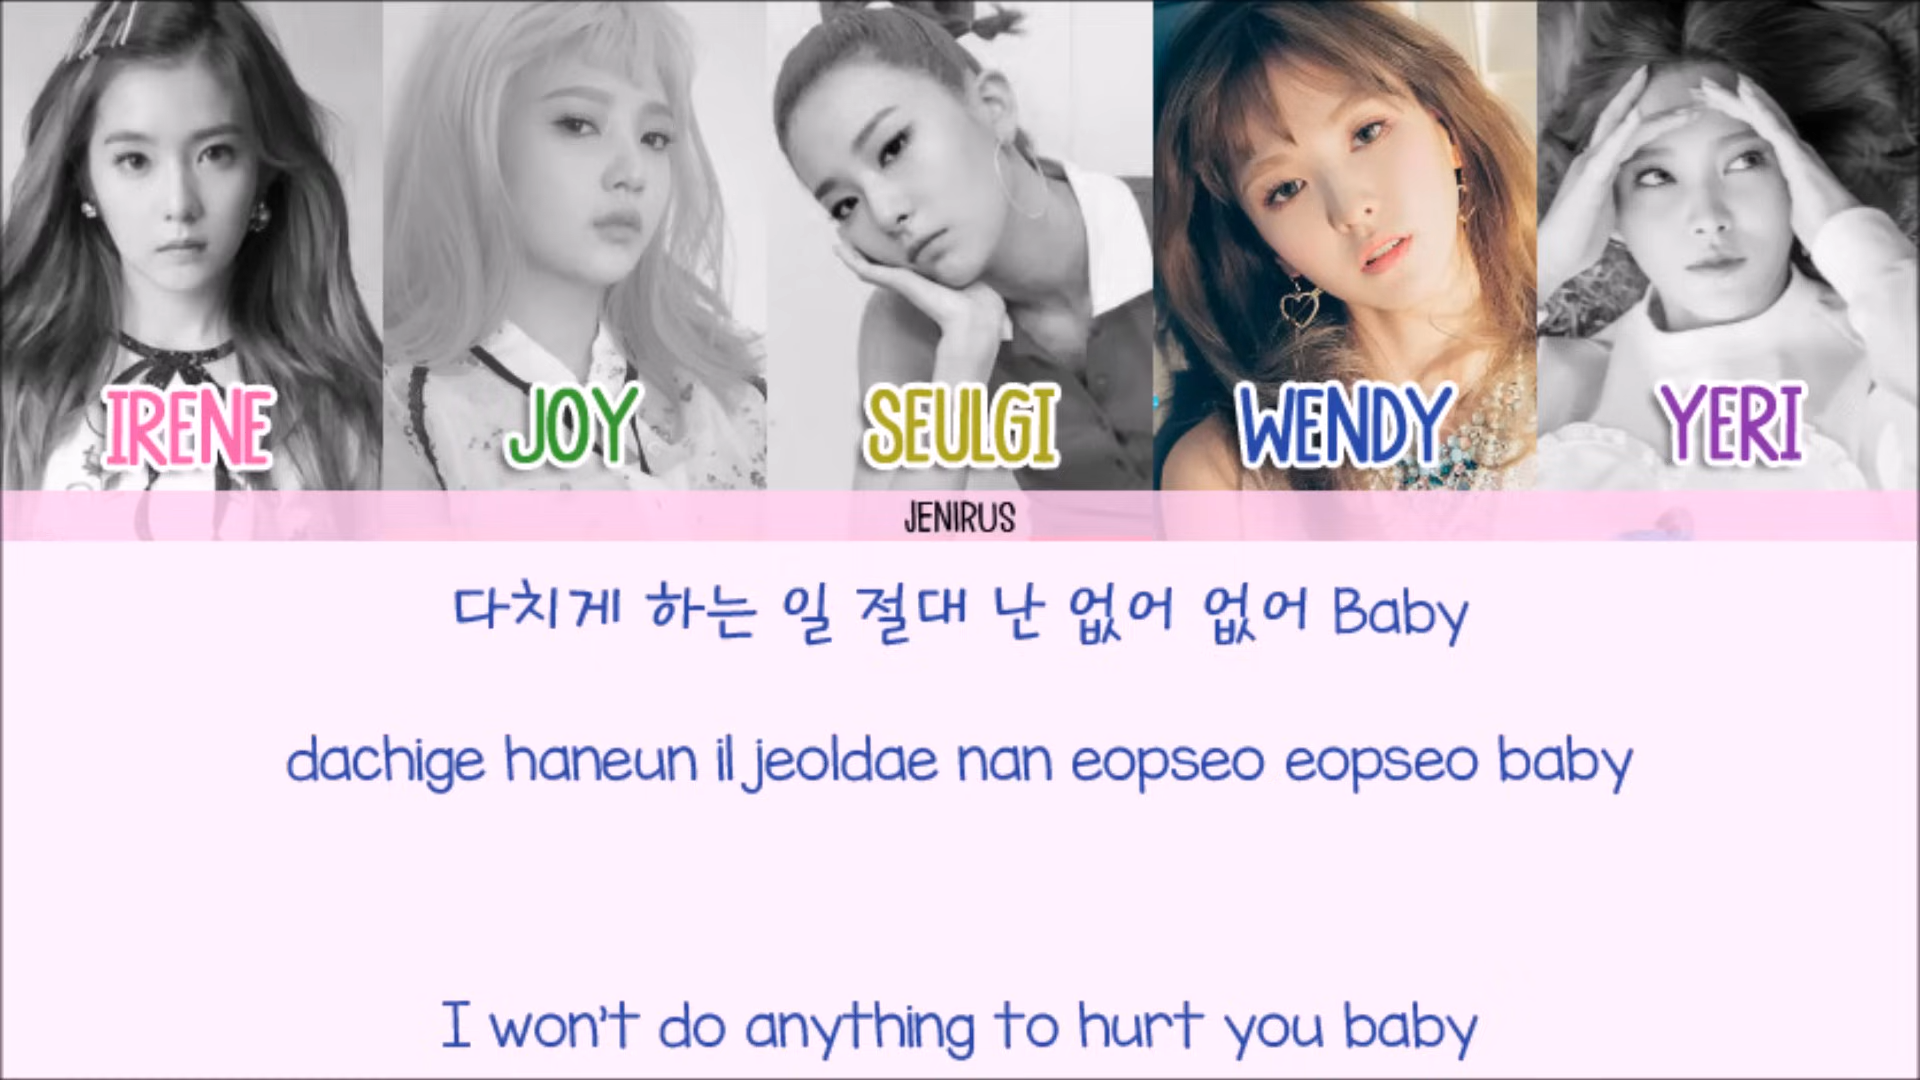 IRENE JOY SEULGI WENDY YERI
JENIRUS
다치게 하는 일 절대 난 없어 없어 Baby
dachige haneun il jeoldae nan eopseo eopseo baby
I won't do anything to hurt you baby